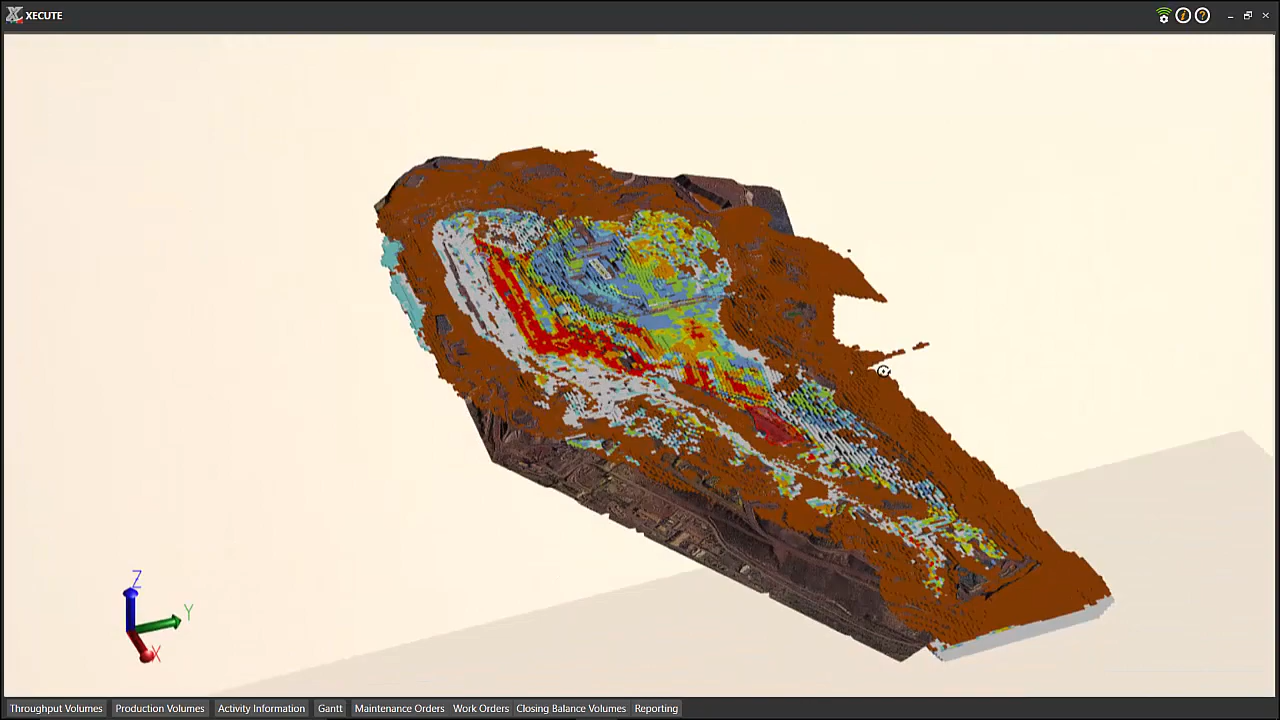 XECUTE
Z
Y
X
Throughput Volumes Production Volumes Activity Information Gantt Maintenance Orders Work Orders Closing Balance Volumes Reporting